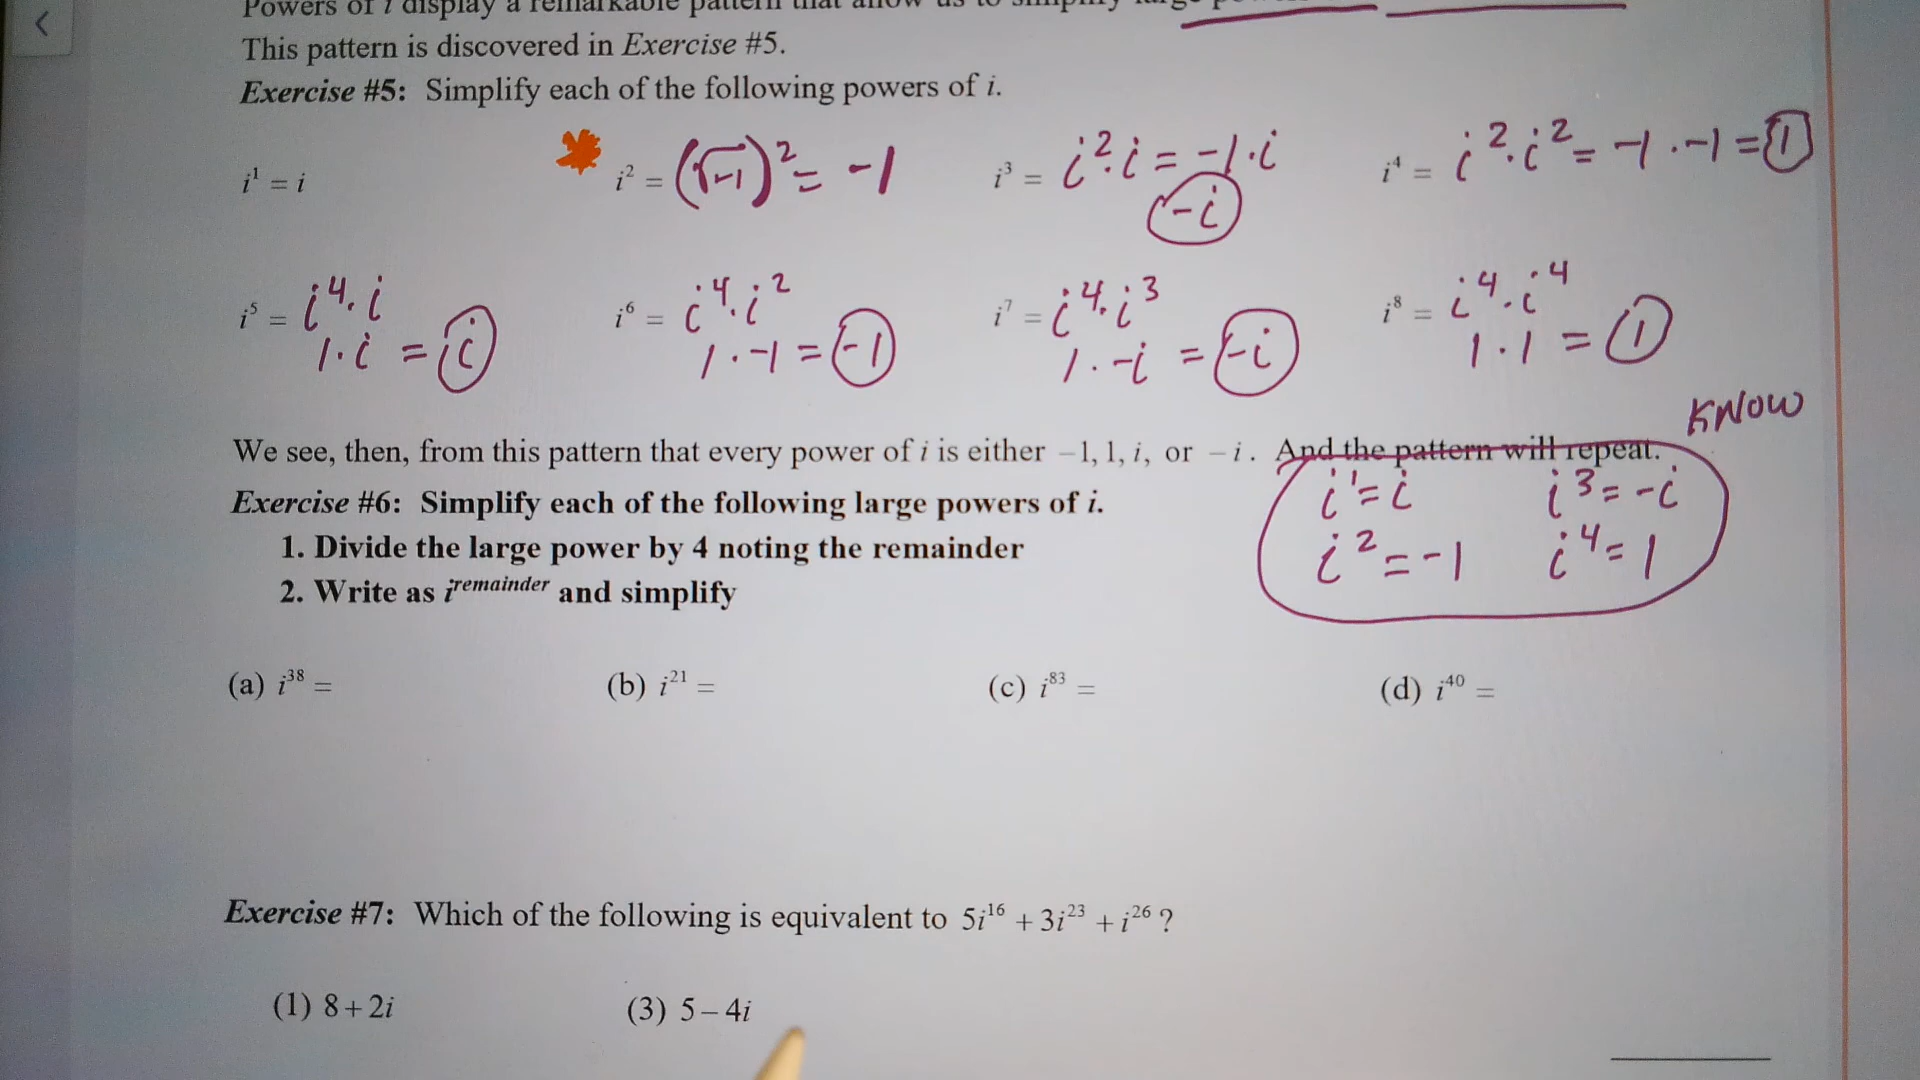 Powers of i display a remarkable pattern that allow us to simplify large
This pattern is discovered in Exercise #5.
Exercise #5: Simplify each of the following powers of i.
i¹ = i
i² = (√-1)² = -1
i³ = i²·i = -1·i
-i
i⁴ = i²·i² = -1·-1 = 1
i⁵ = i⁴·i
1·i = i
i⁶ = i⁴·i²
1·-1 = -1
i⁷ = i⁴·i³
1·-i = -i
i⁸ = i⁴·i⁴
1·1 = 1
KNOW
We see, then, from this pattern that every power of i is either -1, 1, i, or -i. And the pattern will repeat.
i¹ = i i³ = -i
i² = -1 i⁴ = 1
Exercise #6: Simplify each of the following large powers of i.
1. Divide the large power by 4 noting the remainder
2. Write as i^remainder and simplify
(a) i³⁸ = (b) i²¹ = (c) i⁸³ = (d) i⁴⁰ =
Exercise #7: Which of the following is equivalent to 5i¹⁶ + 3i²³ + i²⁶ ?
(1) 8 + 2i (3) 5 – 4i